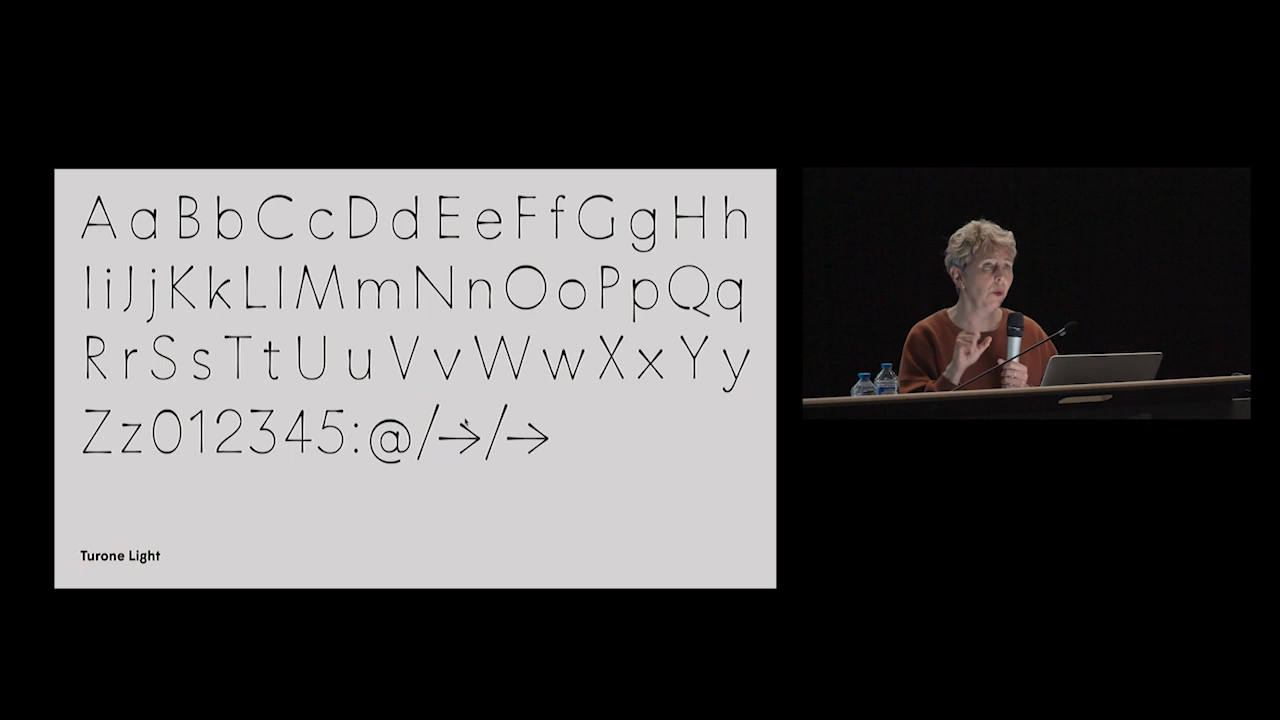 AaBbCcDdEeFfGgHh
IiJjKkLlMmNnOoPpQq
RrSsTtUuVvWwXxYy
Zz012345:@/→/→
Turone Light